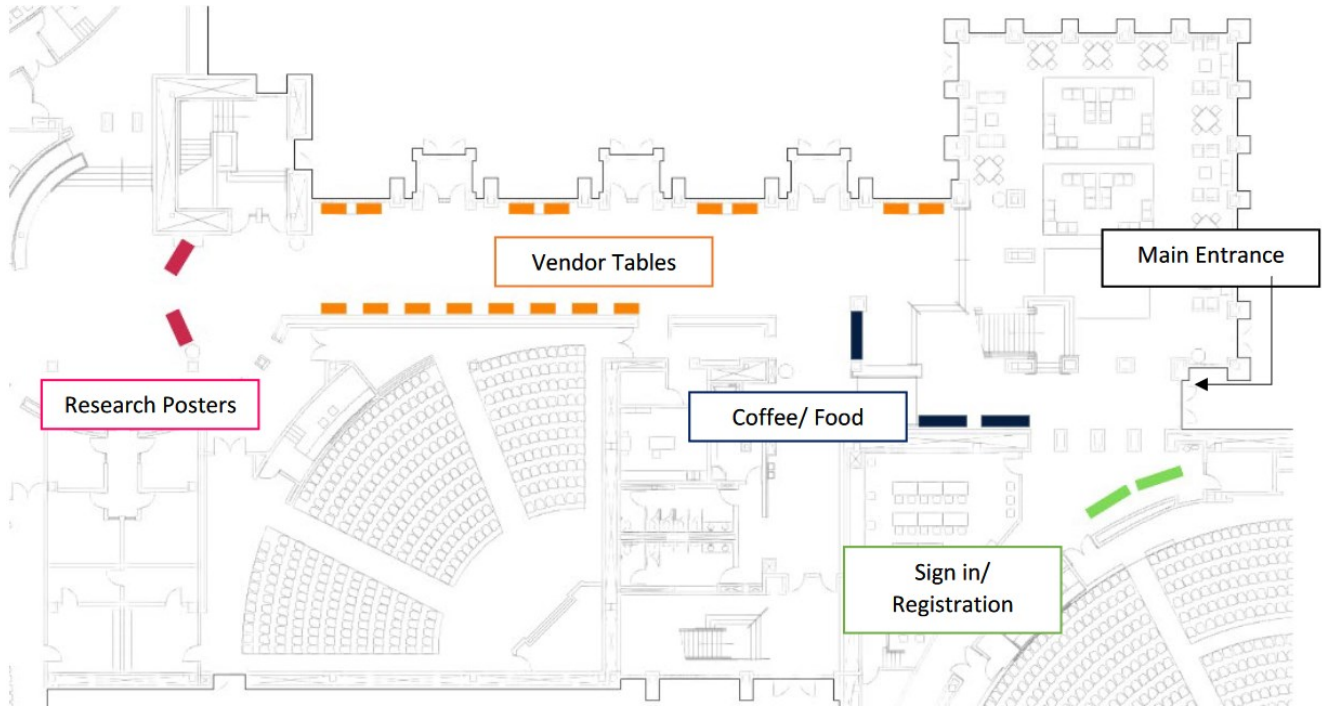 Vendor Tables
Main Entrance
Research Posters
Coffee/ Food
Sign in/
Registration